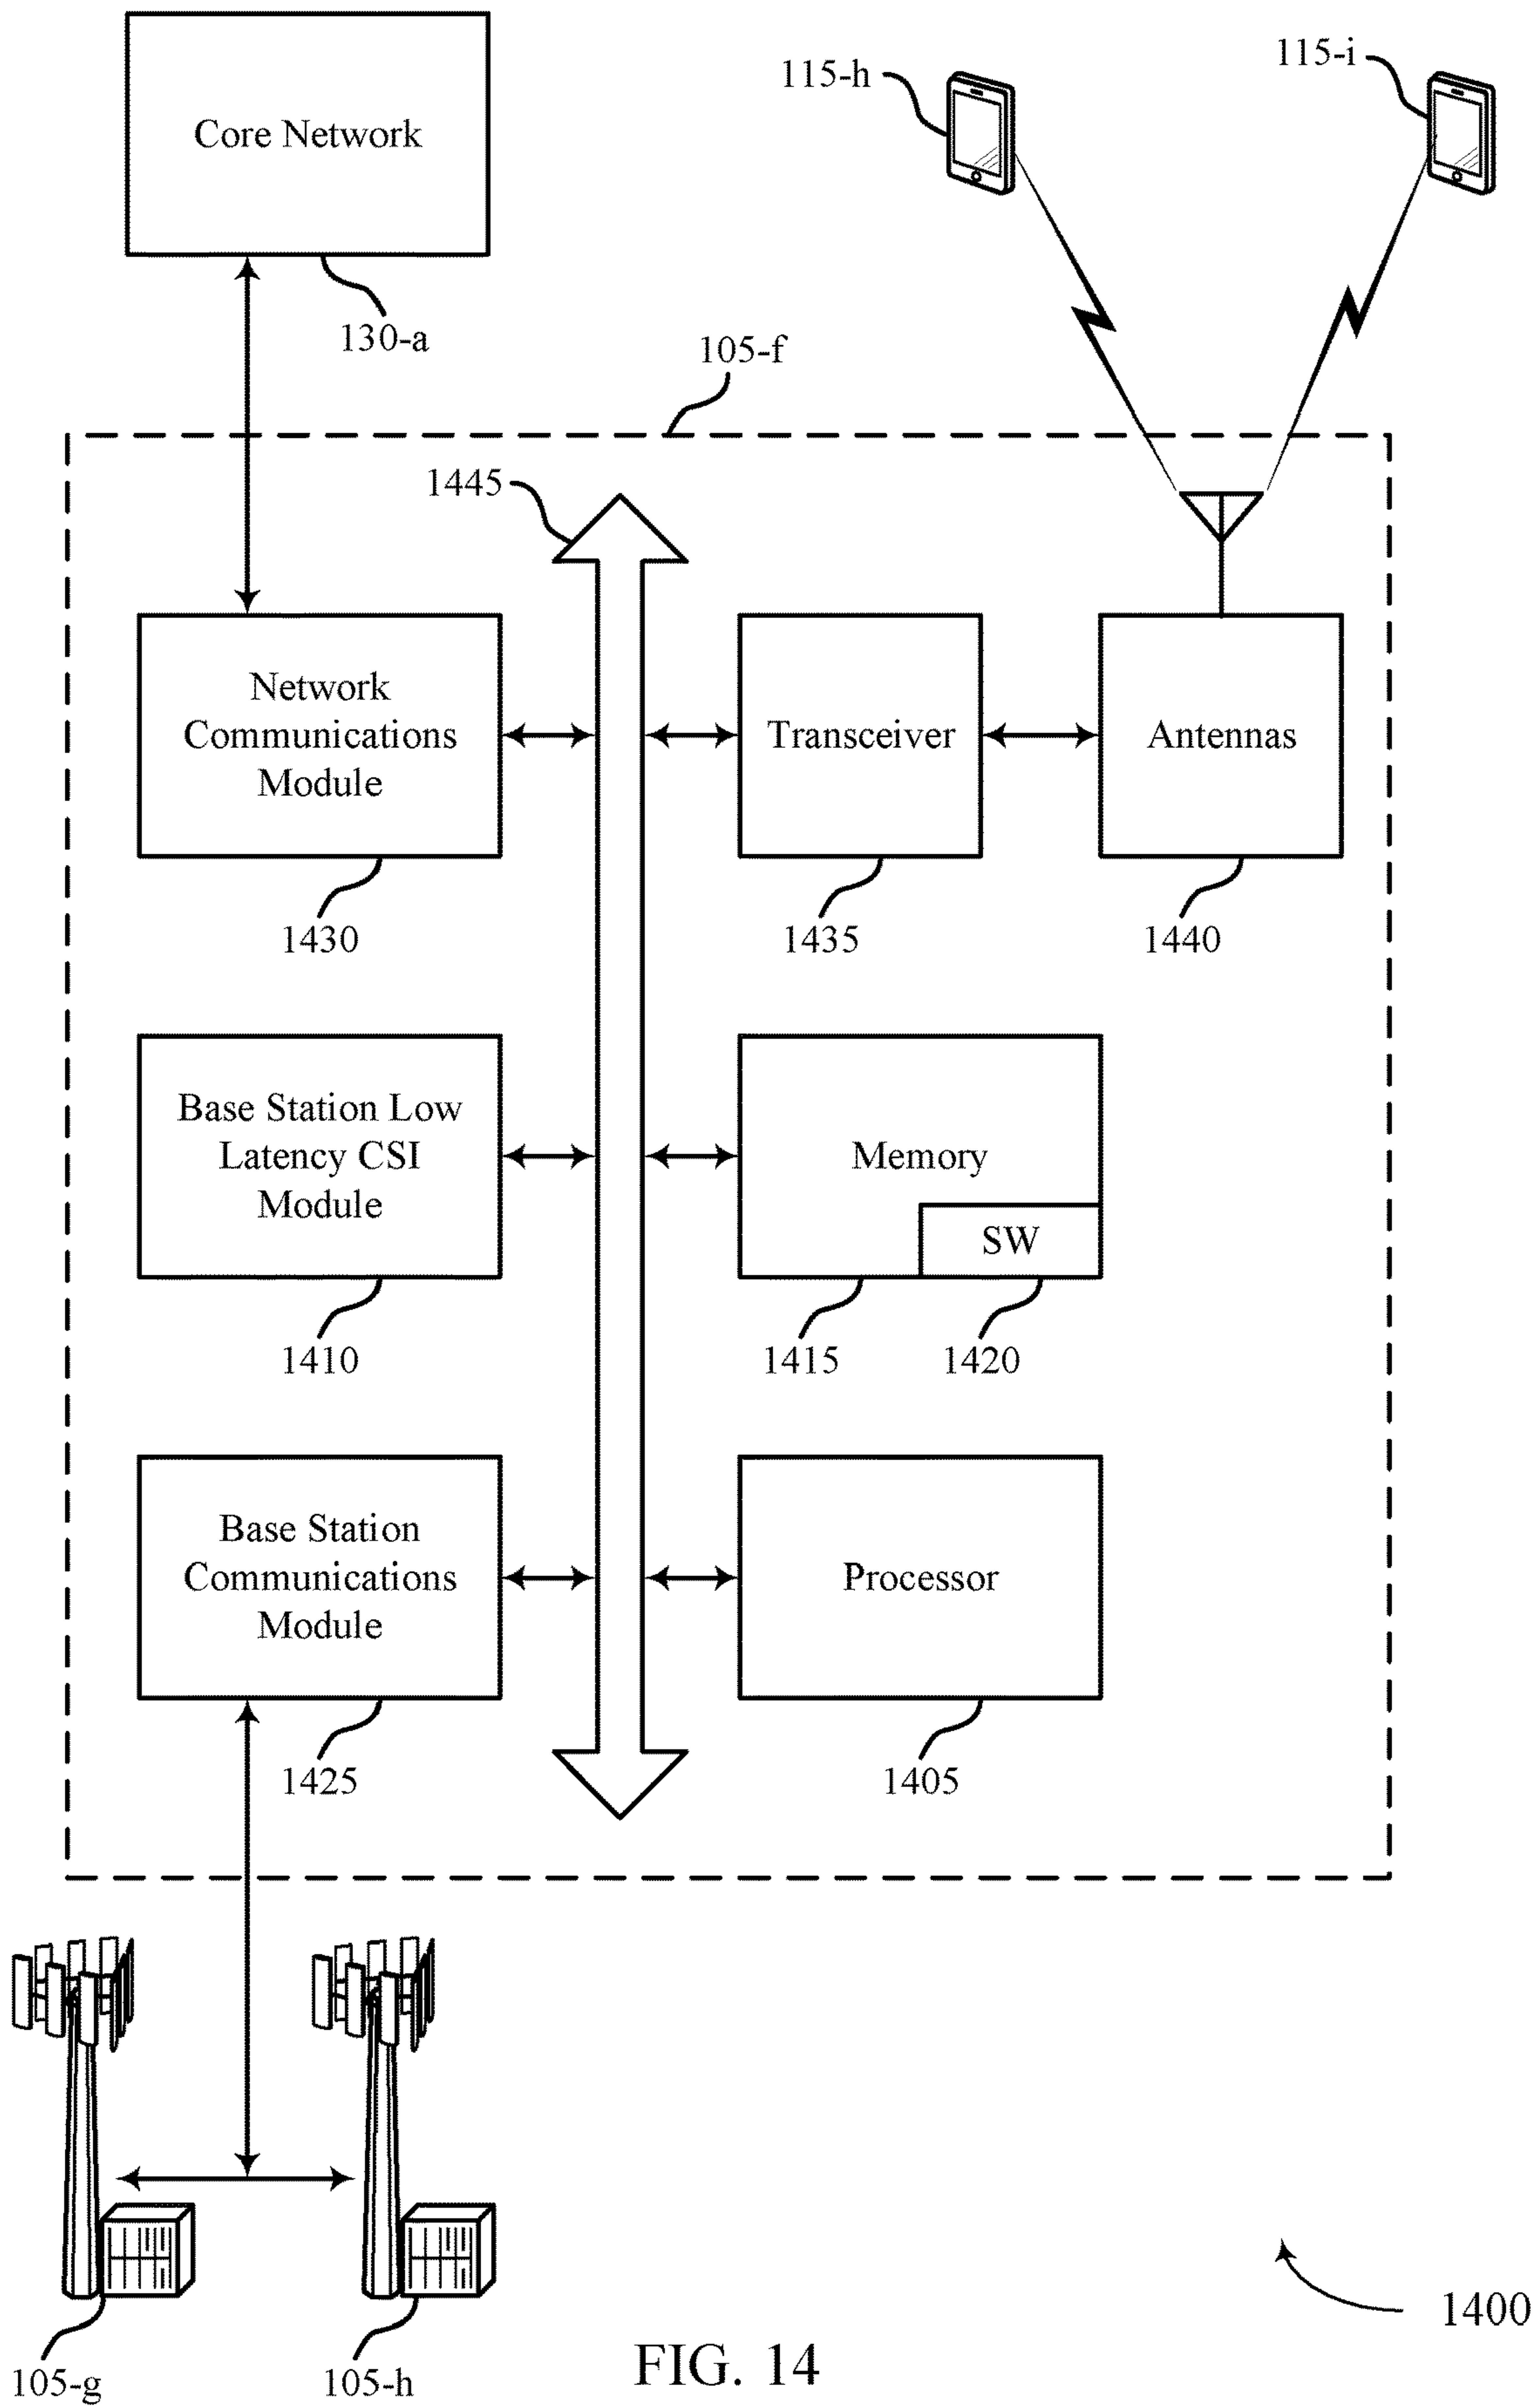 Core Network
130-a
115-h
115-i
105-f
1445
Network
Communications
Module
1430
Transceiver
1435
Antennas
1440
Base Station Low
Latency CSI
Module
1410
Memory
SW
1415
1420
Base Station
Communications
Module
1425
Processor
1405
105-g
105-h
1400
FIG. 14